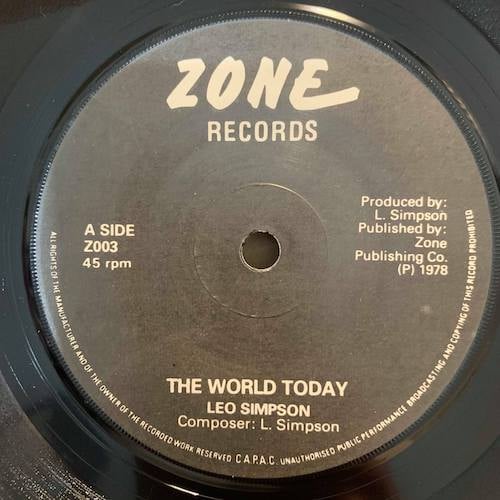 ZONE
RECORDS
A SIDE
Z003
45 rpm
Produced by:
L. Simpson
Published by:
Zone
Publishing Co.
(P) 1978
THE WORLD TODAY
LEO SIMPSON
Composer: L. Simpson
ALL RIGHTS OF THE MANUFACTURER AND OF THE OWNER OF THE RECORDED WORK RESERVED C.A.P.A.C. UNAUTHORISED PUBLIC PERFORMANCE BROADCASTING AND COPYING OF THIS RECORD PROHIBITED